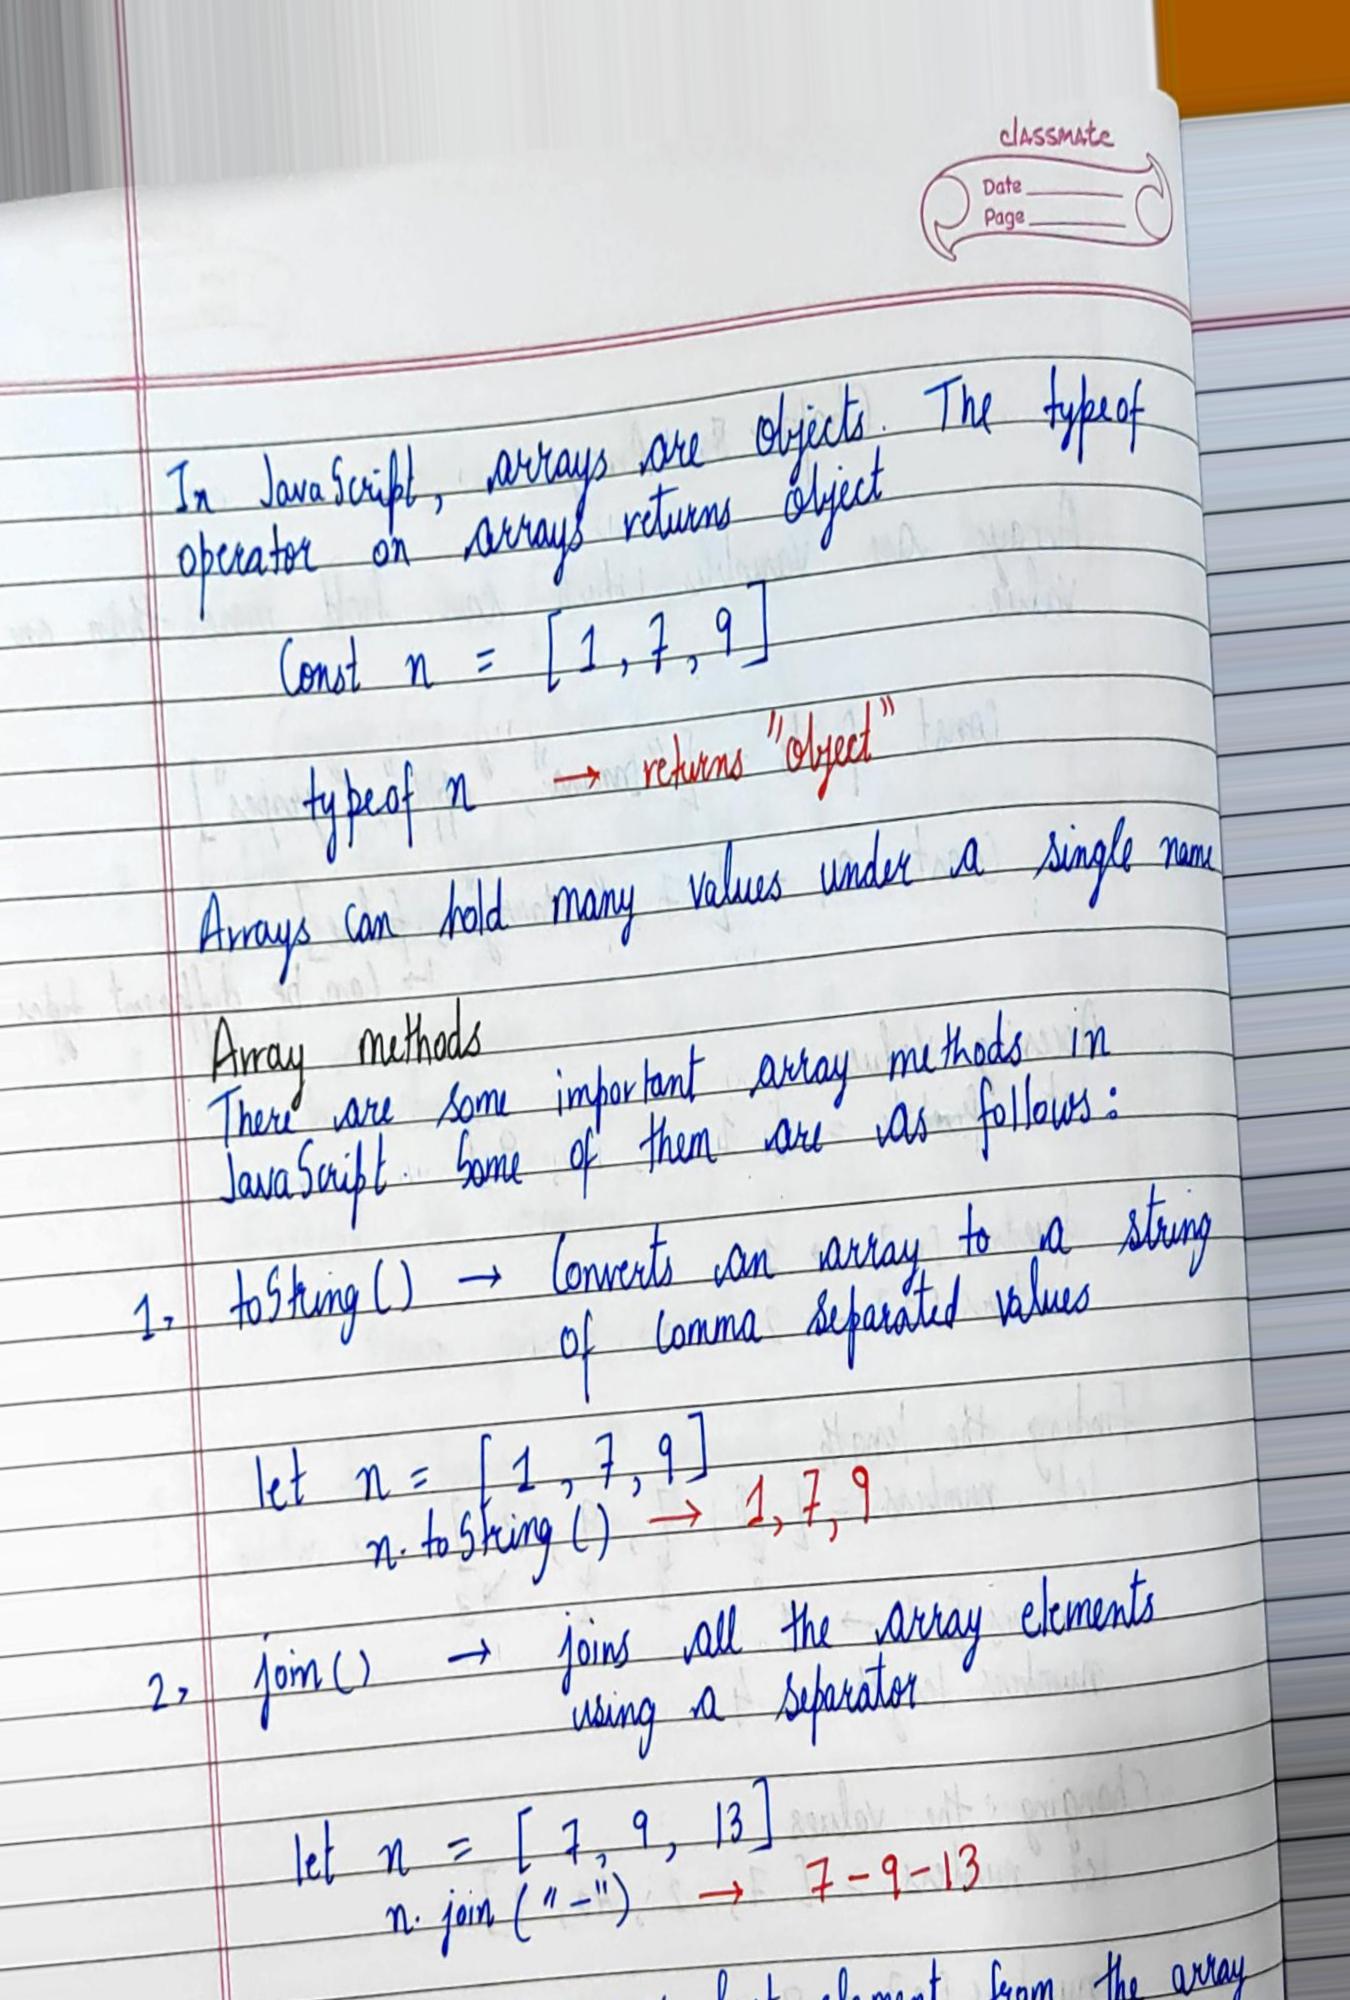 classmate
Date
Page
In JavaScript, arrays are objects. The typeof
operator on arrays returns object
Const n = [1, 7, 9]
typeof n → returns "object"
Arrays can hold many values under a single name
Array methods
There are some important array methods in
JavaScript. Some of them are as follows:
1, toString() → Converts an array to a string
of comma separated values
let n = [1, 7, 9]
n. toString() → 1, 7, 9
2, join() → joins all the array elements
using a separator
let n = [7, 9, 13]
n. join ("-") → 7-9-13
element from the array